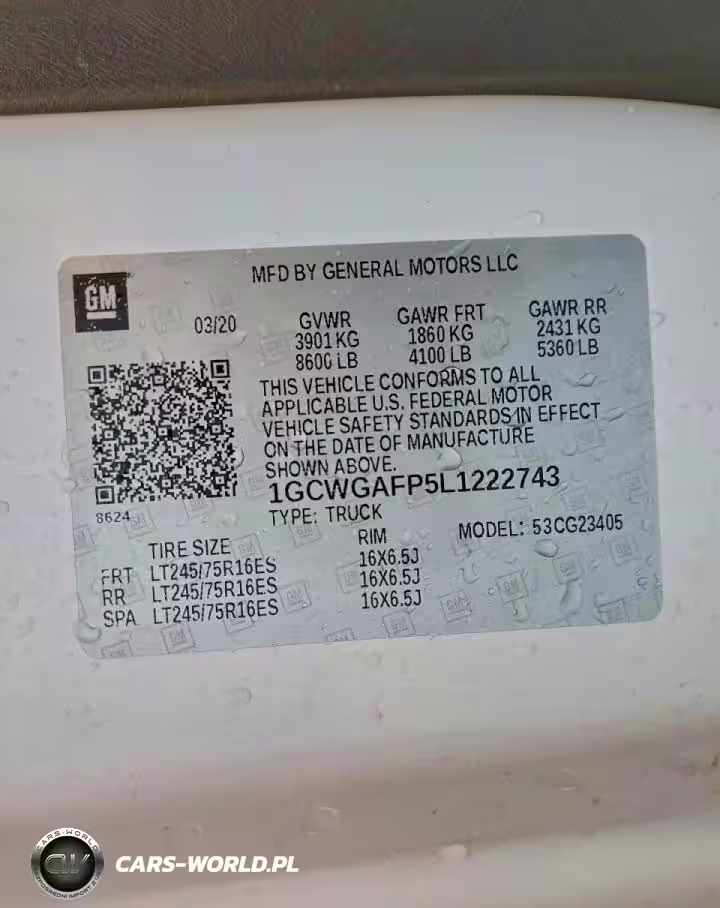 MFD BY GENERAL MOTORS LLC
GM
03/20 GVWR GAWR FRT GAWR RR
3901 KG 1860 KG 2431 KG
8600 LB 4100 LB 5360 LB
THIS VEHICLE CONFORMS TO ALL
APPLICABLE U.S. FEDERAL MOTOR
VEHICLE SAFETY STANDARDS IN EFFECT
ON THE DATE OF MANUFACTURE
SHOWN ABOVE.
1GCWGAFP5L1222743
8624 TYPE: TRUCK
MODEL: 53CG23405
TIRE SIZE RIM
FRT LT245/75R16ES 16X6.5J
RR LT245/75R16ES 16X6.5J
SPA LT245/75R16ES 16X6.5J
CARS-WORLD
CW
CARS-WORLD.PL